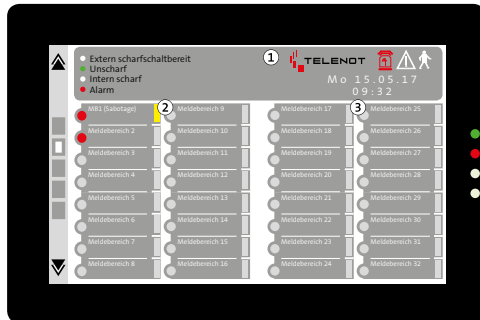 Extern scharfschaltbereit
Unscharf
Intern scharf
Alarm
1
TELENOT
Mo 15.05.17
09:32
MB1 (Sabotage)
Meldebereich 2
Meldebereich 3
Meldebereich 4
Meldebereich 5
Meldebereich 6
Meldebereich 7
Meldebereich 8
2
Meldebereich 9
Meldebereich 10
Meldebereich 11
Meldebereich 12
Meldebereich 13
Meldebereich 14
Meldebereich 15
Meldebereich 16
Meldebereich 17
Meldebereich 18
Meldebereich 19
Meldebereich 20
Meldebereich 21
Meldebereich 22
Meldebereich 23
Meldebereich 24
3
Meldebereich 25
Meldebereich 26
Meldebereich 27
Meldebereich 28
Meldebereich 29
Meldebereich 30
Meldebereich 31
Meldebereich 32